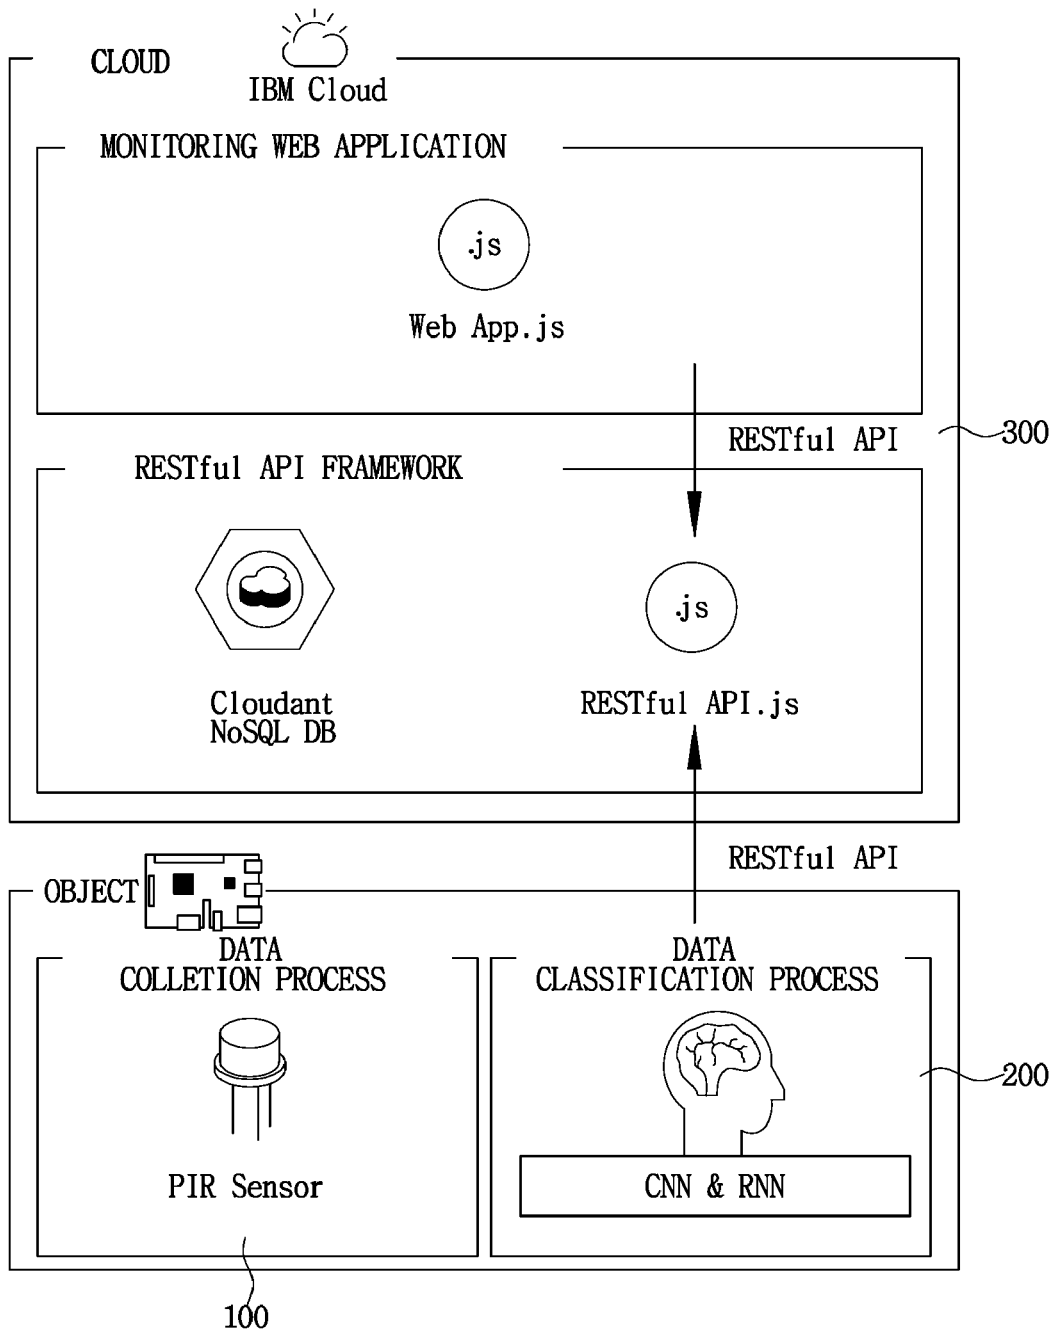 CLOUD
IBM Cloud
MONITORING WEB APPLICATION
.js
Web App.js
RESTful API
300
RESTful API FRAMEWORK
.js
Cloudant
NoSQL DB
RESTful API.js
RESTful API
OBJECT
DATA
COLLETION PROCESS
PIR Sensor
100
DATA
CLASSIFICATION PROCESS
CNN & RNN
200